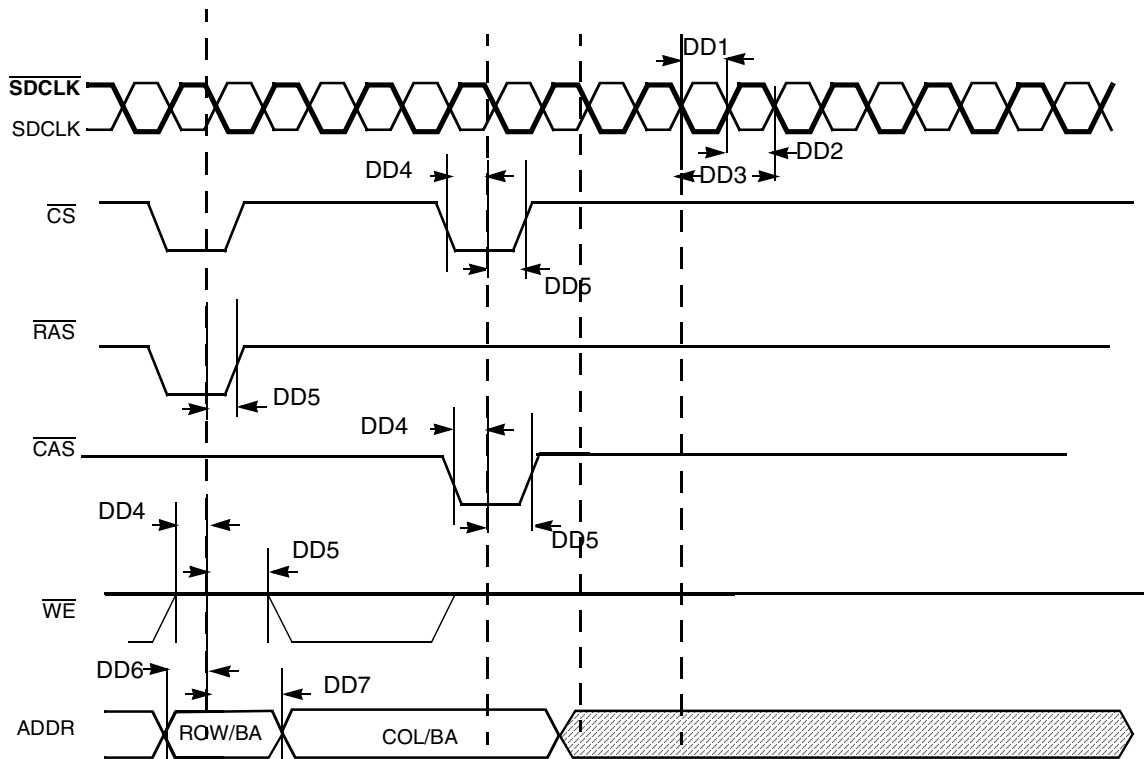 DD1
SDCLK
SDCLK
DD2
DD4
DD3
CS
DD5
RAS
DD5
DD4
CAS
DD4
DD5
DD5
WE
DD6
DD7
ADDR
ROW/BA
COL/BA